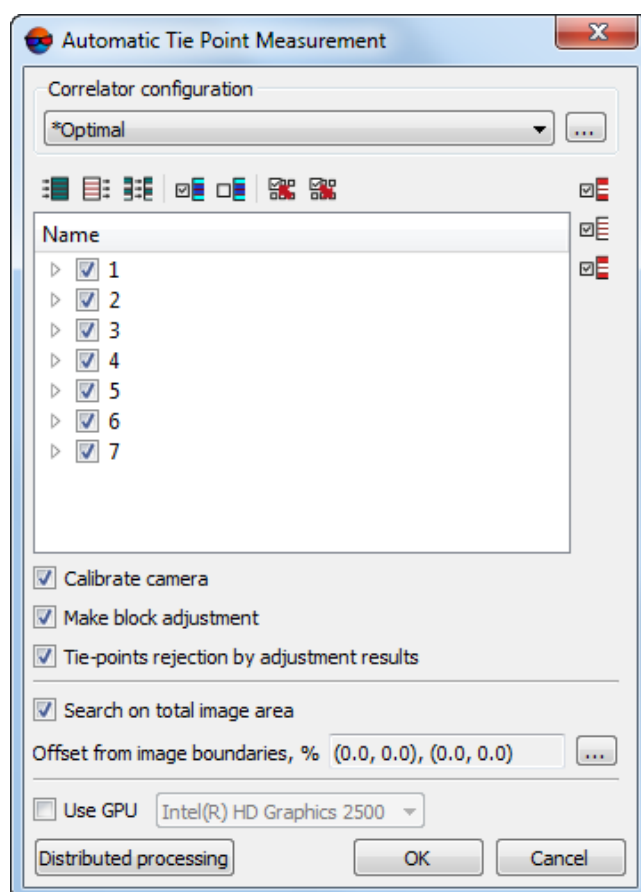 Automatic Tie Point Measurement
Correlator configuration
*Optimal
...
Name
1
2
3
4
5
6
7
Calibrate camera
Make block adjustment
Tie-points rejection by adjustment results
Search on total image area
Offset from image boundaries, % (0.0, 0.0), (0.0, 0.0) ...
Use GPU Intel(R) HD Graphics 2500
Distributed processing OK Cancel